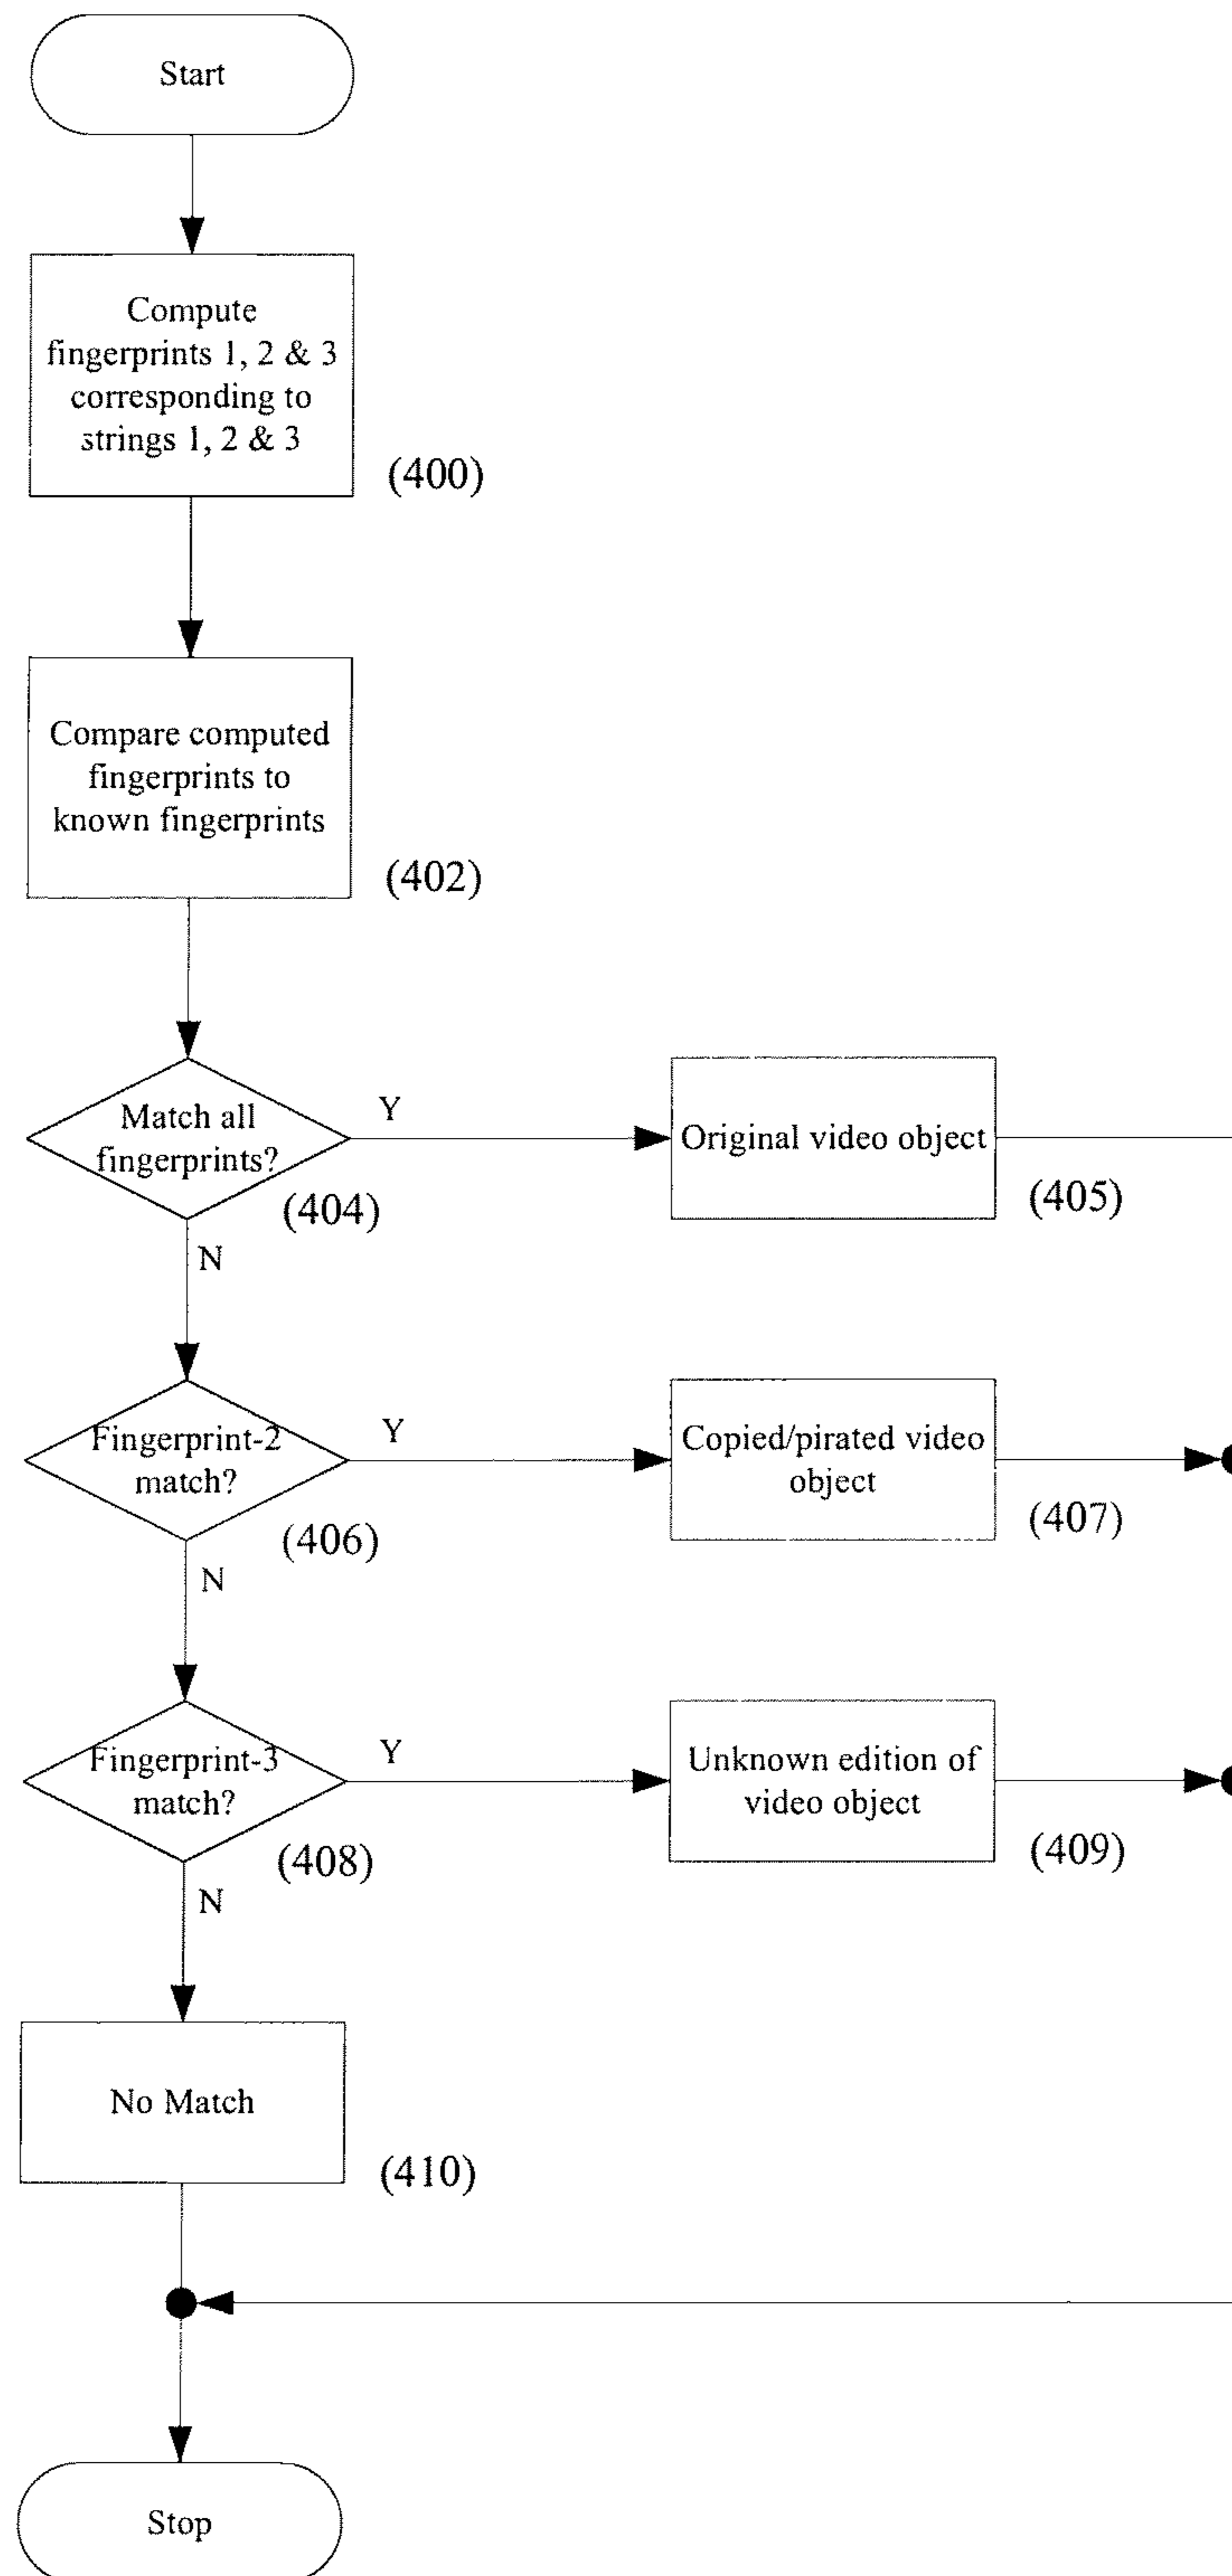 Start
Compute
fingerprints 1, 2 & 3
corresponding to
strings 1, 2 & 3
(400)
Compare computed
fingerprints to
known fingerprints
(402)
Match all
fingerprints?
(404)
Y
Original video object
(405)
N
Fingerprint-2
match?
(406)
Y
Copied/pirated video
object
(407)
N
Fingerprint-3
match?
(408)
Y
Unknown edition of
video object
(409)
N
No Match
(410)
Stop